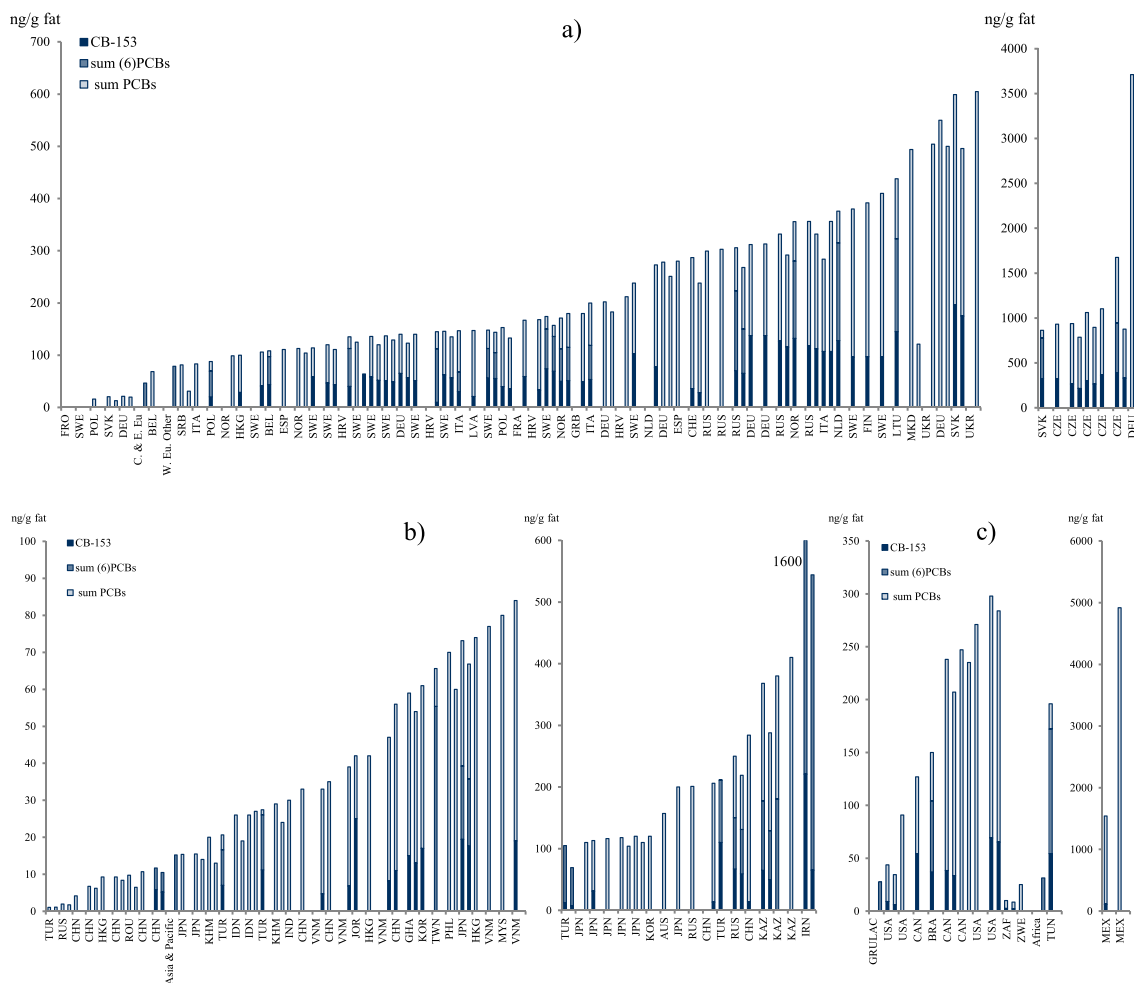 ng/g fat
a)
ng/g fat
700
600
500
400
300
200
100
0
CB-153
sum (6)PCBs
sum PCBs
FRO
SWE
POL
SVK
DEU
C. & E. Eu
BEL
W. Eu. Other
SRB
ITA
POL
NOR
HKG
SWE
BEL
ESP
NOR
SWE
SWE
HRV
SWE
SWE
SWE
DEU
SWE
HRV
SWE
ITA
LVA
SWE
POL
FRA
HRV
SWE
NOR
GRB
ITA
DEU
HRV
SWE
NLD
DEU
ESP
CHE
RUS
RUS
RUS
DEU
DEU
RUS
NOR
RUS
ITA
NLD
SWE
FIN
SWE
LTU
MKD
UKR
DEU
SVK
UKR
4000
3500
3000
2500
2000
1500
1000
500
0
SVK
CZE
CZE
CZE
CZE
CZE
DEU
ng/g fat
b)
ng/g fat
ng/g fat
c)
ng/g fat
100
90
80
70
60
50
40
30
20
10
0
CB-153
sum (6)PCBs
sum PCBs
TUR
RUS
CHN
CHN
HKG
CHN
ROU
CHN
CHN
Asia & Pacific
JPN
JPN
KHM
TUR
IDN
IDN
TUR
KHM
IND
CHN
VNM
CHN
VNM
JOR
HKG
VNM
CHN
GHA
KOR
TWN
PHL
JPN
HKG
VNM
MYS
VNM
600
500
400
300
200
100
0
1600
TUR
JPN
JPN
JPN
JPN
JPN
KOR
AUS
JPN
RUS
CHN
TUR
RUS
CHN
KAZ
KAZ
KAZ
IRN
350
300
250
200
150
100
50
0
CB-153
sum (6)PCBs
sum PCBs
GRULAC
USA
USA
CAN
BRA
CAN
CAN
USA
USA
ZAF
ZWE
Africa
TUN
6000
5000
4000
3000
2000
1000
0
MEX
MEX